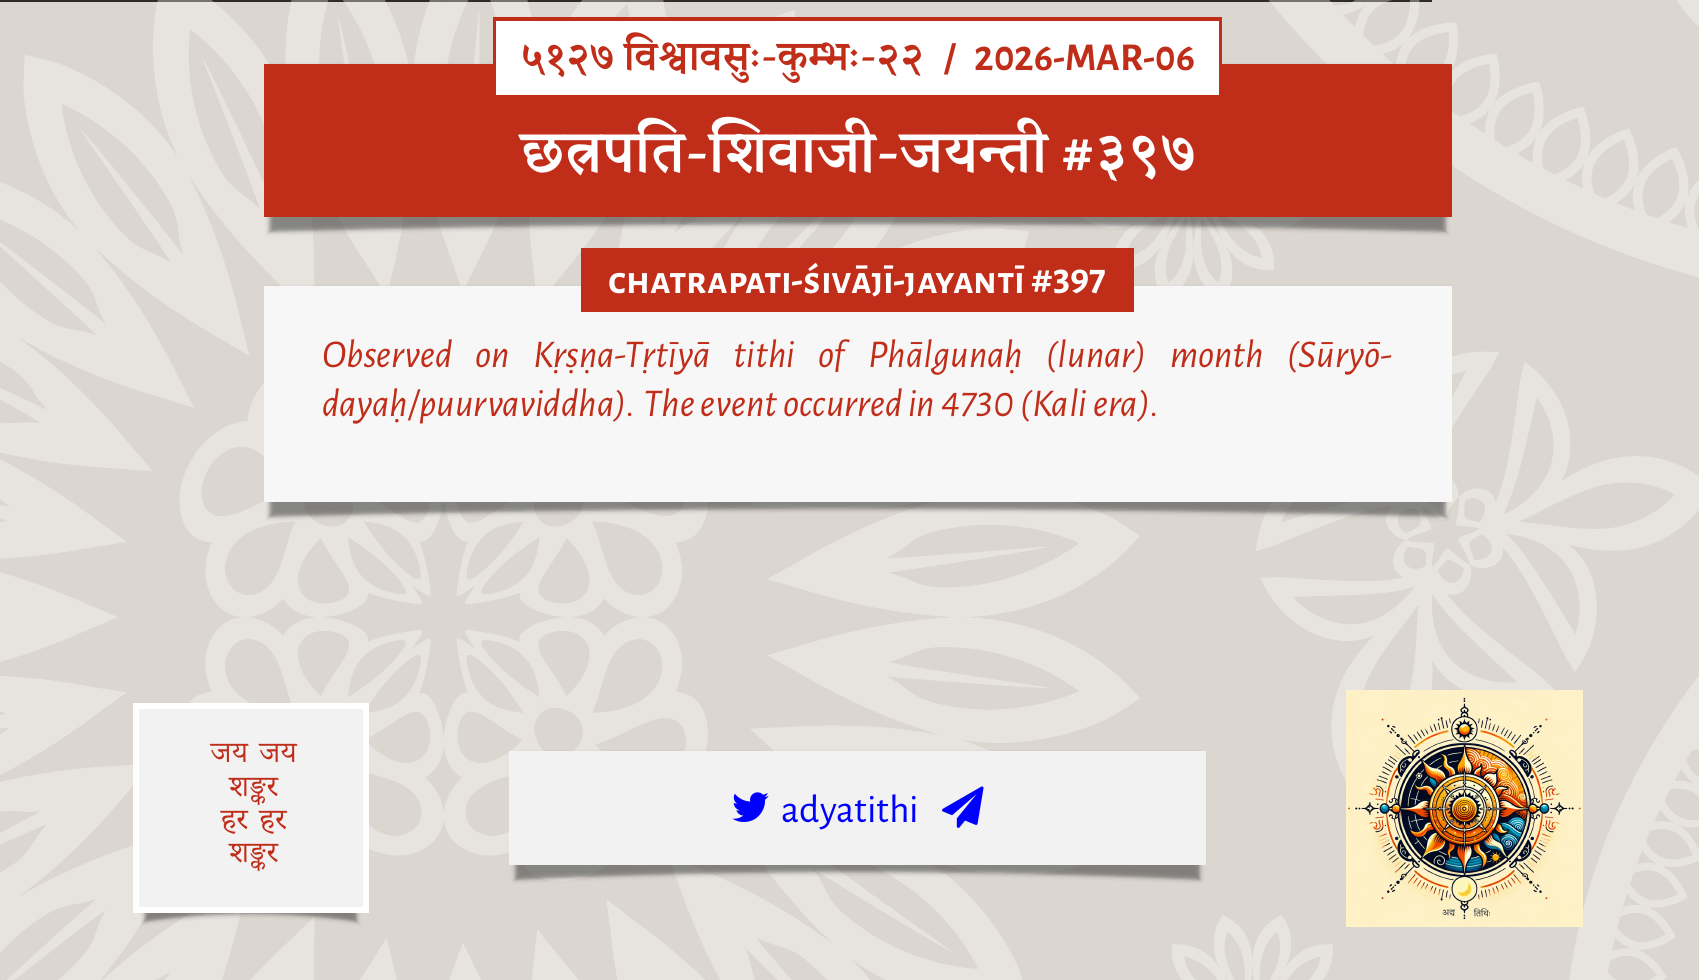 ५१२७ विश्वावसुः-कुम्भः-२२ / 2026-MAR-06
छत्रपति-शिवाजी-जयन्ती #३९७
CHATRAPATI-ŚIVĀJĪ-JAYANTĪ #397
Observed on Kṛṣṇa-Tṛtīyā tithi of Phālgunaḥ (lunar) month (Sūryō-
dayaḥ/puurvaviddha). The event occurred in 4730 (Kali era).
जय जय
शङ्कर
हर हर
शङ्कर
adyatithi
अद्य तिथिः